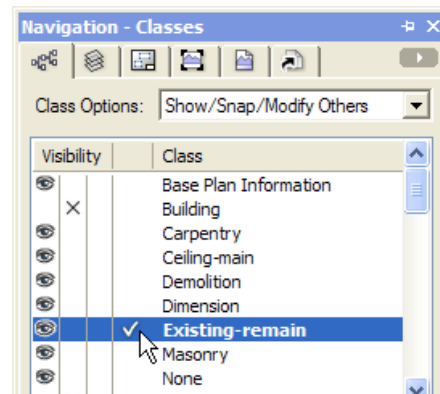 Navigation - Classes
Class Options: Show/Snap/Modify Others
Visibility Class
Base Plan Information
Building
Carpentry
Ceiling-main
Demolition
Dimension
Existing-remain
Masonry
None